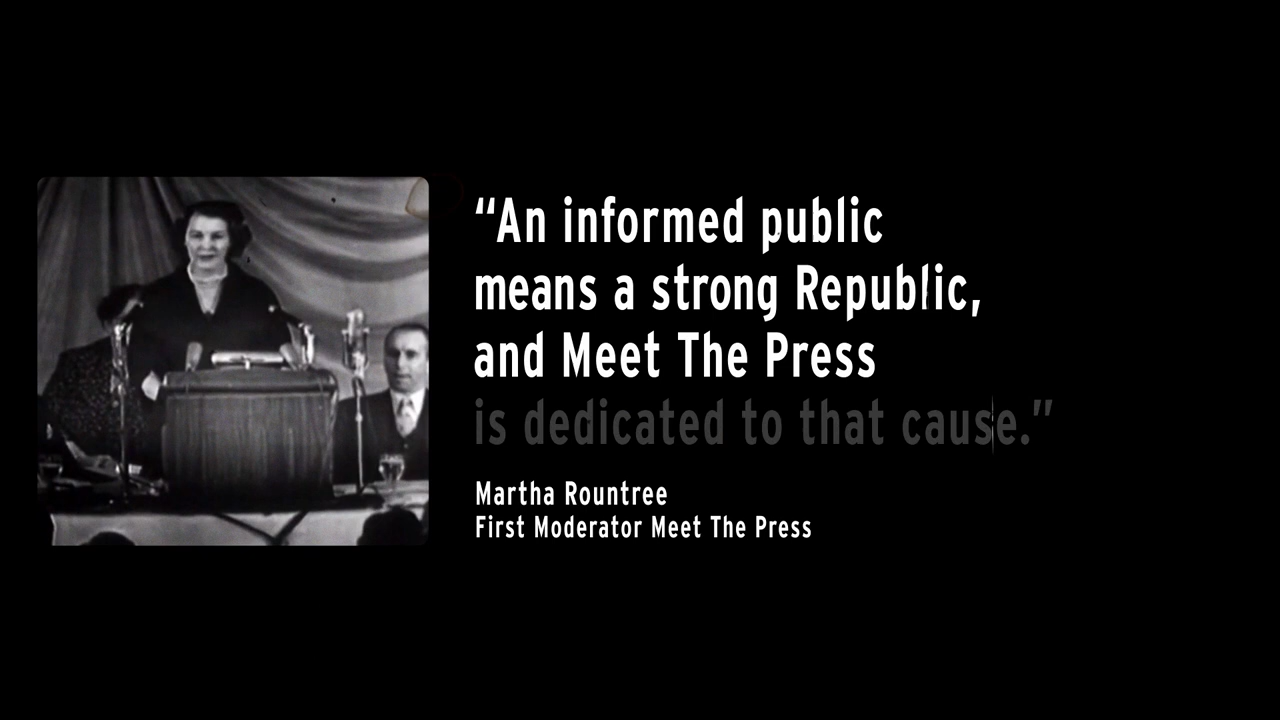 “An informed public
means a strong Republic,
and Meet The Press
is dedicated to that cause.”
Martha Rountree
First Moderator Meet The Press